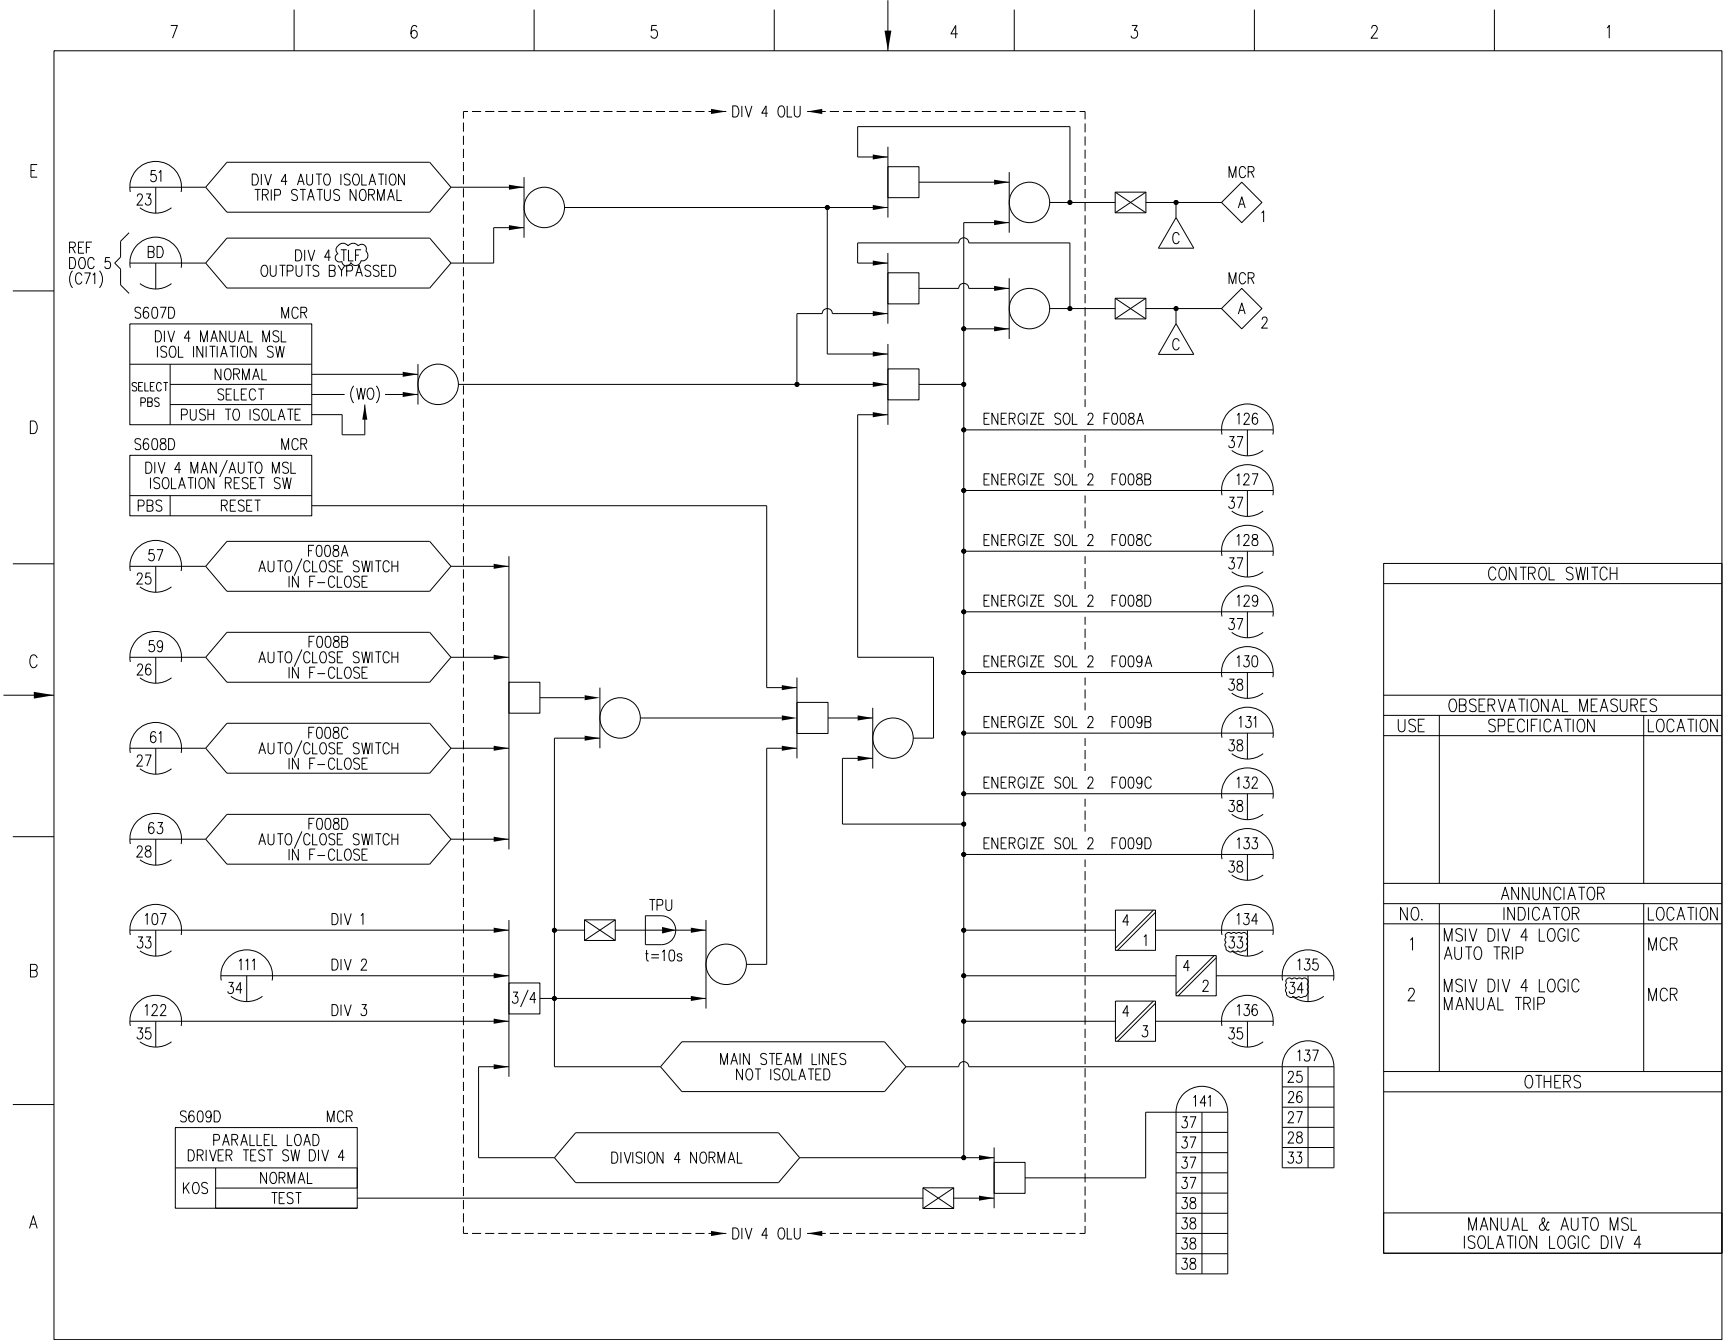 7 6 5 4 3 2 1
E
D
C
B
A
DIV 4 OLU
51
23
DIV 4 AUTO ISOLATION
TRIP STATUS NORMAL
REF
DOC 5
(C71)
BD
DIV 4 TLF
OUTPUTS BYPASSED
MCR
A
1
C
MCR
A
2
C
S607D MCR
DIV 4 MANUAL MSL
ISOL INITIATION SW
SELECT
PBS
NORMAL
SELECT
PUSH TO ISOLATE
(WO)
S608D MCR
DIV 4 MAN/AUTO MSL
ISOLATION RESET SW
PBS RESET
57
25
F008A
AUTO/CLOSE SWITCH
IN F-CLOSE
59
26
F008B
AUTO/CLOSE SWITCH
IN F-CLOSE
61
27
F008C
AUTO/CLOSE SWITCH
IN F-CLOSE
63
28
F008D
AUTO/CLOSE SWITCH
IN F-CLOSE
107
33
DIV 1
111
34
DIV 2
122
35
DIV 3
3/4
TPU
t=10s
MAIN STEAM LINES
NOT ISOLATED
DIVISION 4 NORMAL
S609D MCR
PARALLEL LOAD
DRIVER TEST SW DIV 4
KOS
NORMAL
TEST
DIV 4 OLU
ENERGIZE SOL 2 F008A
126
37
ENERGIZE SOL 2 F008B
127
37
ENERGIZE SOL 2 F008C
128
37
ENERGIZE SOL 2 F008D
129
37
ENERGIZE SOL 2 F009A
130
38
ENERGIZE SOL 2 F009B
131
38
ENERGIZE SOL 2 F009C
132
38
ENERGIZE SOL 2 F009D
133
38
4
1
134
33
4
2
135
34
4
3
136
35
137
25
26
27
28
33
141
37
37
37
37
38
38
38
38
CONTROL SWITCH
OBSERVATIONAL MEASURES
USE SPECIFICATION LOCATION
ANNUNCIATOR
NO. INDICATOR LOCATION
1 MSIV DIV 4 LOGIC
AUTO TRIP MCR
2 MSIV DIV 4 LOGIC
MANUAL TRIP MCR
OTHERS
MANUAL & AUTO MSL
ISOLATION LOGIC DIV 4